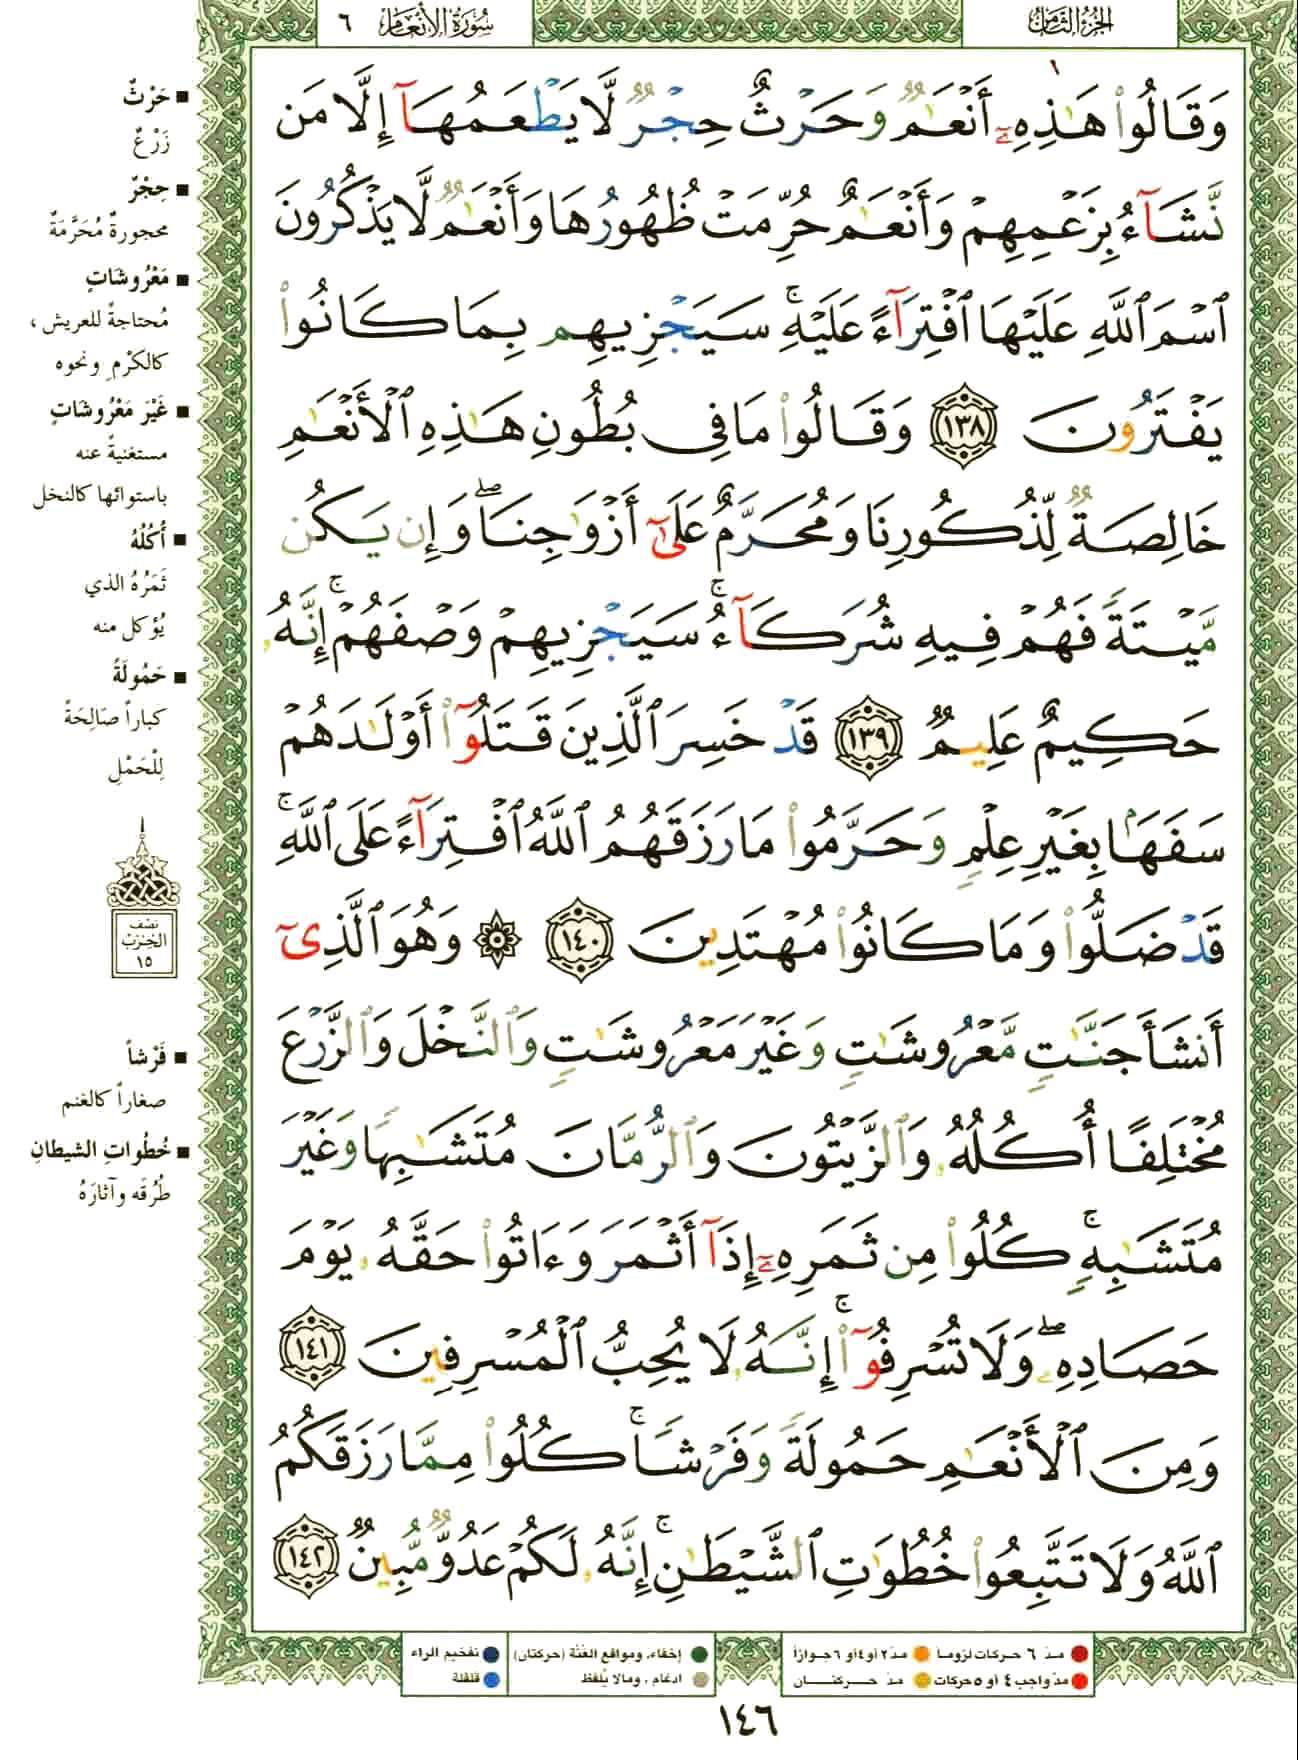 الجزء الثامن
سورة الأنعام ٦
وَقَالُوا۟ هَـٰذِهِۦٓ أَنْعَـٰمٌ وَحَرْثٌ حِجْرٌ لَّا يَطْعَمُهَآ إِلَّا مَن
نَّشَآءُ بِزَعْمِهِمْ وَأَنْعَـٰمٌ حُرِّمَتْ ظُهُورُهَا وَأَنْعَـٰمٌ لَّا يَذْكُرُونَ
ٱسْمَ ٱللَّهِ عَلَيْهَا ٱفْتِرَآءً عَلَيْهِ ۚ سَيَجْزِيهِم بِمَا كَانُوا۟
يَفْتَرُونَ ١٣٨ وَقَالُوا۟ مَا فِى بُطُونِ هَـٰذِهِ ٱلْأَنْعَـٰمِ
خَالِصَةٌ لِّذُكُورِنَا وَمُحَرَّمٌ عَلَىٰٓ أَزْوَٰجِنَا ۖ وَإِن يَكُن
مَّيْتَةً فَهُمْ فِيهِ شُرَكَآءُ ۚ سَيَجْزِيهِمْ وَصْفَهُمْ ۚ إِنَّهُۥ
حَكِيمٌ عَلِيمٌ ١٣٩ قَدْ خَسِرَ ٱلَّذِينَ قَتَلُوٓا۟ أَوْلَـٰدَهُمْ
سَفَهًۢا بِغَيْرِ عِلْمٍ وَحَرَّمُوا۟ مَا رَزَقَهُمُ ٱللَّهُ ٱفْتِرَآءً عَلَى ٱللَّهِ ۚ
قَدْ ضَلُّوا۟ وَمَا كَانُوا۟ مُهْتَدِينَ ١٤٠ ۞ وَهُوَ ٱلَّذِىٓ
أَنشَأَ جَنَّـٰتٍ مَّعْرُوشَـٰتٍ وَغَيْرَ مَعْرُوشَـٰتٍ وَٱلنَّخْلَ وَٱلزَّرْعَ
مُخْتَلِفًا أُكُلُهُۥ وَٱلزَّيْتُونَ وَٱلرُّمَّانَ مُتَشَـٰبِهًا وَغَيْرَ
مُتَشَـٰبِهٍ ۚ كُلُوا۟ مِن ثَمَرِهِۦٓ إِذَآ أَثْمَرَ وَءَاتُوا۟ حَقَّهُۥ يَوْمَ
حَصَادِهِۦ ۖ وَلَا تُسْرِفُوٓا۟ ۚ إِنَّهُۥ لَا يُحِبُّ ٱلْمُسْرِفِينَ ١٤١
وَمِنَ ٱلْأَنْعَـٰمِ حَمُولَةً وَفَرْشًا ۚ كُلُوا۟ مِمَّا رَزَقَكُمُ
ٱللَّهُ وَلَا تَتَّبِعُوا۟ خُطُوَٰتِ ٱلشَّيْطَـٰنِ ۚ إِنَّهُۥ لَكُمْ عَدُوٌّ مُّبِينٌ ١٤٢
■ حَرْثٌ
زَرْعٌ
■ حِجْرٌ
محجورةٌ مُحَرَّمَةٌ
■ مَعْرُوشَاتٍ
مُحتاجةً للعريش،
كالكَرْمِ ونحوه
■ غَيْرَ مَعْرُوشَاتٍ
مستغنيةً عنه
باستوائها كالنخل
■ أُكُلُهُ
ثَمَرُهُ الذي
يُؤكل منه
■ حَمُولَةً
كباراً صَالِحَةً
لِلْحَمْلِ
نصف
الحزب
١٥
■ فَرْشاً
صغاراً كالغنم
■ خُطُواتِ الشيطانِ
طُرُقَه وآثارَهُ
مدّ ٦ حركات لزوماً مدّ ٢ أو ٤ أو ٦ جوازاً
مدّ واجب ٤ أو ٥ حركات مدّ حركتان
إخفاء، ومواقع الغنّة (حركتان) تفخيم الراء
ادغام، ومالا يُلفظ قلقلة
١٤٦